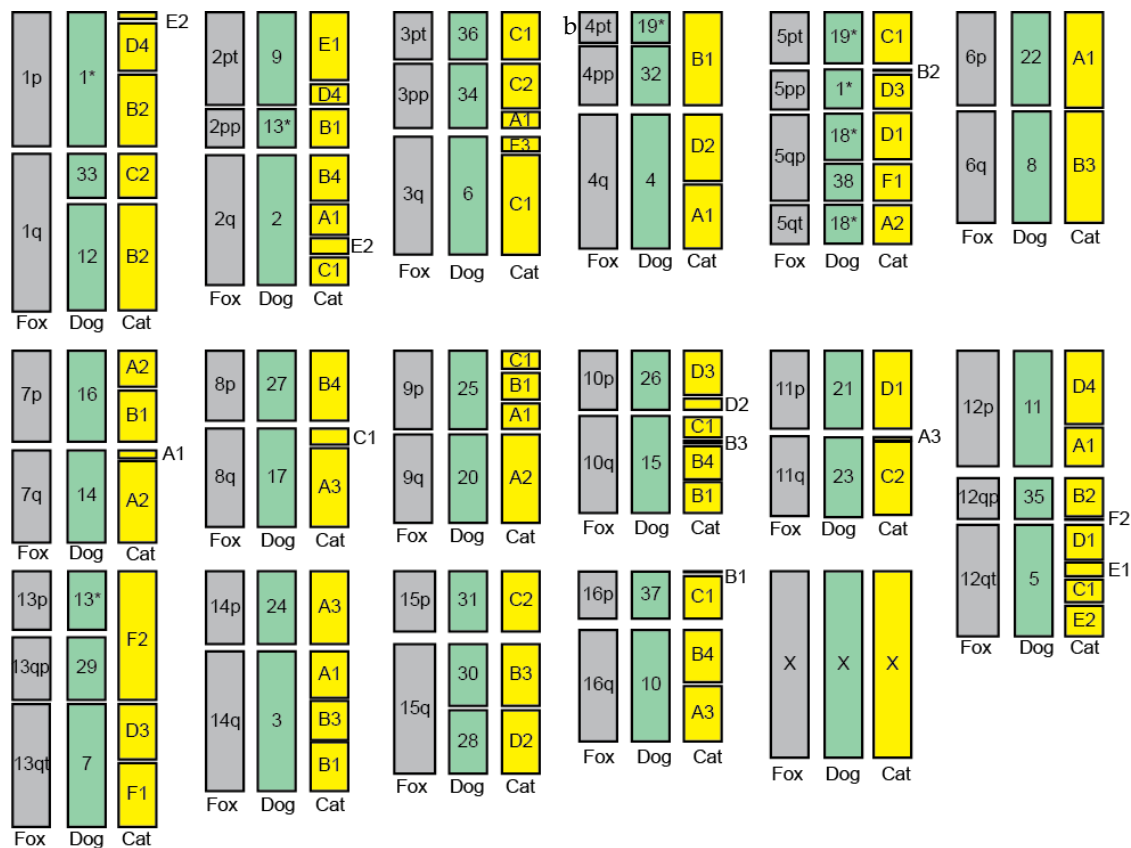 E2
1p 1* D4
B2
33 C2
1q
12 B2
Fox Dog Cat
2pt 9 E1
D4
2pp 13* B1
B4
2q 2 A1
E2
C1
Fox Dog Cat
3pt 36 C1
3pp 34 C2
A1
E3
3q 6 C1
Fox Dog Cat
b
4pt 19*
4pp 32 B1
D2
4q 4
A1
Fox Dog Cat
5pt 19* C1
B2
5pp 1* D3
18* D1
5qp
38 F1
5qt 18* A2
Fox Dog Cat
6p 22 A1
6q 8 B3
Fox Dog Cat
7p 16 A2
B1
A1
7q 14 A2
Fox Dog Cat
8p 27 B4
C1
8q 17 A3
Fox Dog Cat
C1
9p 25 B1
A1
9q 20 A2
Fox Dog Cat
10p 26 D3
D2
C1
B3
10q 15 B4
B1
Fox Dog Cat
11p 21 D1
A3
11q 23 C2
Fox Dog Cat
12p 11 D4
A1
12qp 35 B2
F2
D1
12qt 5 E1
C1
E2
Fox Dog Cat
13p 13*
F2
13qp 29
D3
13qt 7
F1
Fox Dog Cat
14p 24 A3
A1
14q 3 B3
B1
Fox Dog Cat
15p 31 C2
30 B3
15q
28 D2
Fox Dog Cat
B1
16p 37 C1
B4
16q 10
A3
Fox Dog Cat
X X X
Fox Dog Cat